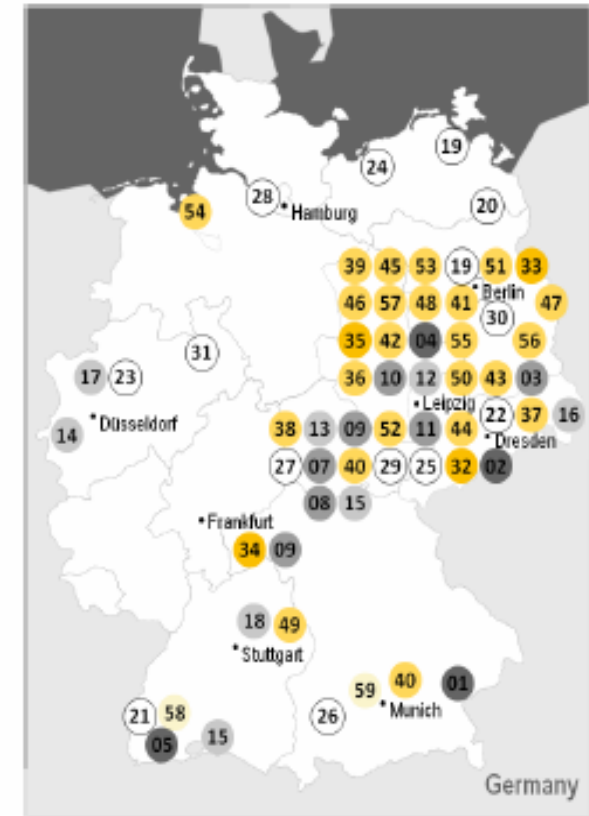 19
24
20
28
Hamburg
54
39 45 53 19 51 33
Berlin
46 57 48 41 30 47
35 42 04 55 56
31
17 23
36 10 12 50 43 03
Leipzig
Düsseldorf
14
38 13 09 52 11 44 22 37 16
Dresden
27 07 40 29 25 32 02
08 15
Frankfurt
34 09
18 49
Stuttgart
59 40 01
Munich
21 58
26
05 15
Germany